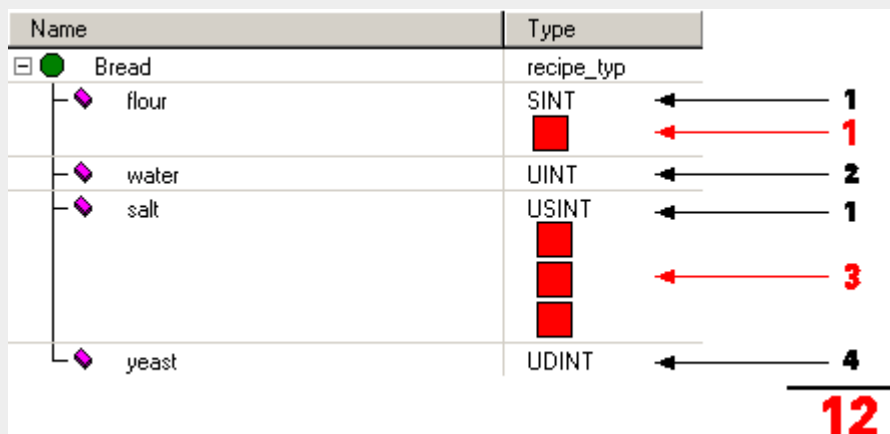 Name Type
Bread recipe_typ
flour SINT 1
1
water UINT 2
salt USINT 1
3
yeast UDINT 4
12